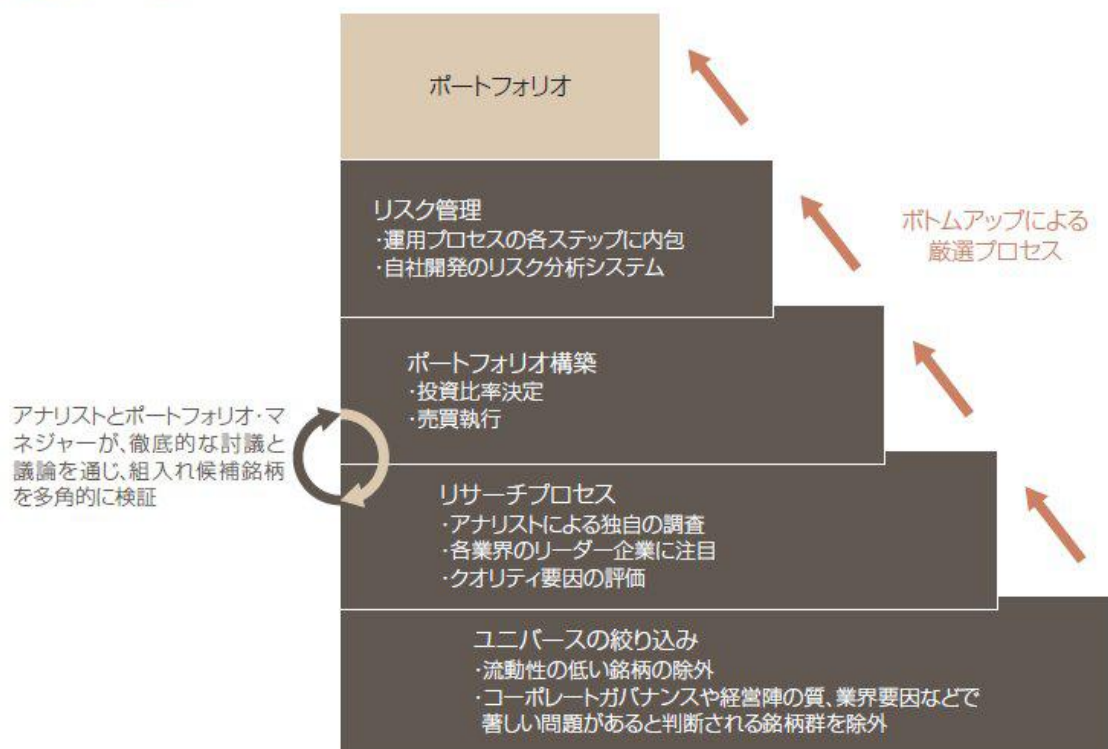 ポートフォリオ
リスク管理
・運用プロセスの各ステップに内包
・自社開発のリスク分析システム
ボトムアップによる
厳選プロセス
ポートフォリオ構築
・投資比率決定
・売買執行
アナリストとポートフォリオ・マ
ネジャーが、徹底的な討議と
議論を通じ、組入れ候補銘柄
を多角的に検証
リサーチプロセス
・アナリストによる独自の調査
・各業界のリーダー企業に注目
・クオリティ要因の評価
ユニバースの絞り込み
・流動性の低い銘柄の除外
・コーポレートガバナンスや経営陣の質、業界要因などで
著しい問題があると判断される銘柄群を除外